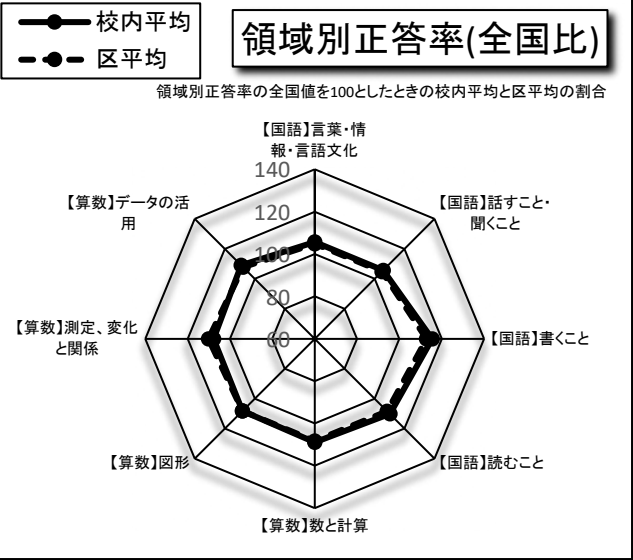 校内平均
区平均
領域別正答率(全国比)
領域別正答率の全国値を100としたときの校内平均と区平均の割合
【国語】言葉・情
報・言語文化
【国語】話すこと・
聞くこと
【国語】書くこと
【国語】読むこと
【算数】数と計算
【算数】図形
【算数】測定、変化
と関係
【算数】データの活
用
140
120
100
80
60